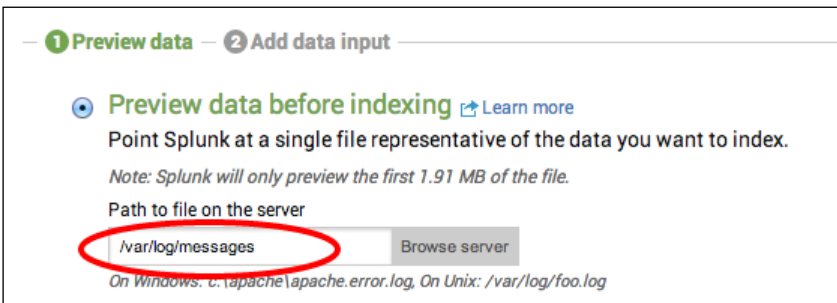 1 Preview data 2 Add data input
Preview data before indexing Learn more
Point Splunk at a single file representative of the data you want to index.
Note: Splunk will only preview the first 1.91 MB of the file.
Path to file on the server
/var/log/messages Browse server
On Windows: c:\apache\apache.error.log, On Unix: /var/log/foo.log